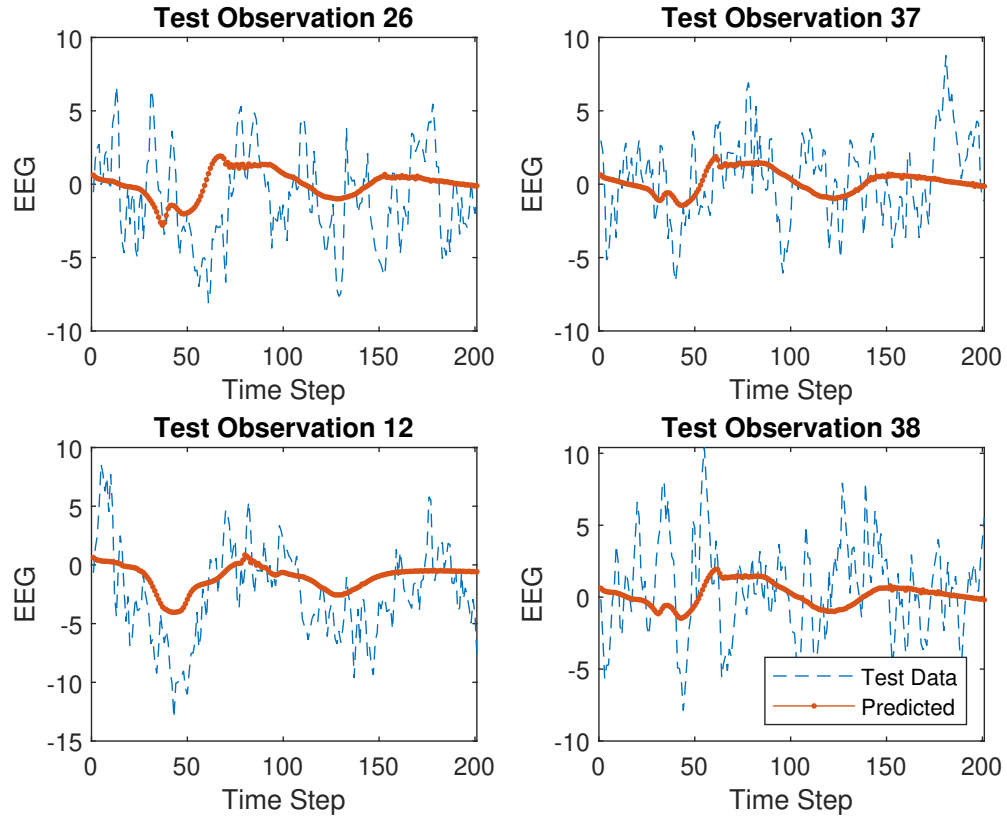 Test Observation 26
10
5
0
-5
-10
EEG
0
50
100
150
200
Time Step
Test Observation 37
10
5
0
-5
-10
EEG
0
50
100
150
200
Time Step
Test Observation 12
10
5
0
-5
-10
-15
EEG
0
50
100
150
200
Time Step
Test Observation 38
10
5
0
-5
-10
EEG
0
50
100
150
200
Time Step
Test Data
Predicted